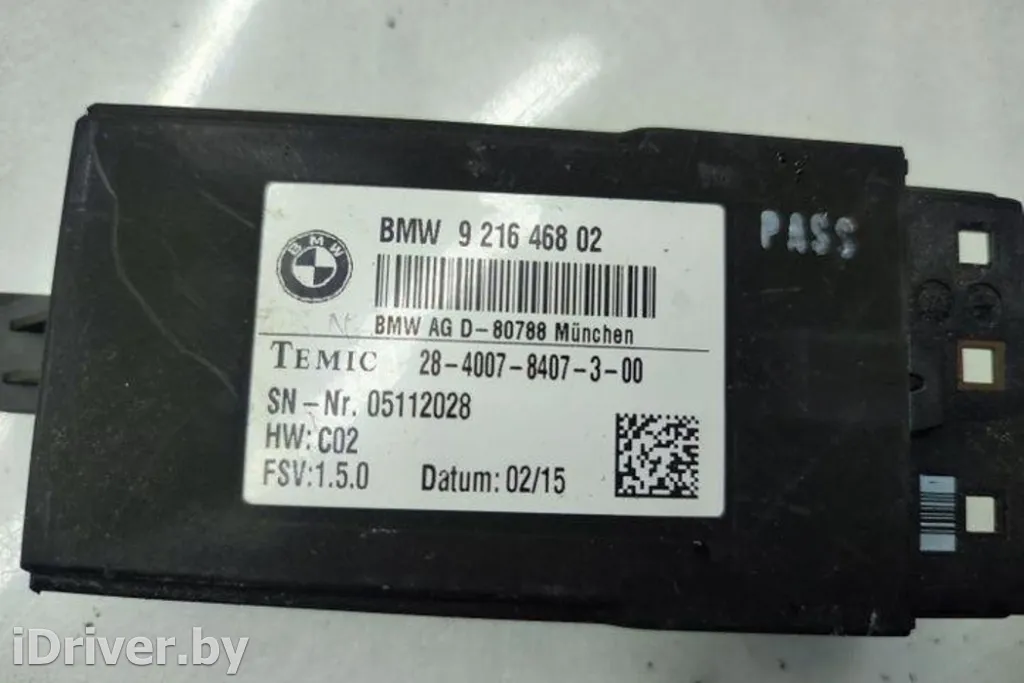 BMW 9 216 468 02
BMW
BMW AG D-80788 München
TEMIC 28-4007-8407-3-00
SN-Nr. 05112028
HW: C02
FSV:1.5.0 Datum: 02/15
PASS
iDriver.by